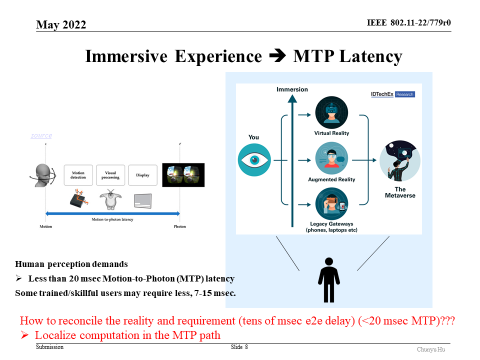 May 2022
IEEE 802.11-22/779r0
Immersive Experience ➔ MTP Latency
source
Motion detection
Visual processing
Display
Motion-to-photon latency
Motion
Photon
Immersion
IDTechEx Research
You
Virtual Reality
Augmented Reality
Legacy Gateways
(phones, laptops etc)
The
Metaverse
Human perception demands
➢ Less than 20 msec Motion-to-Photon (MTP) latency
Some trained/skillful users may require less, 7-15 msec.
How to reconcile the reality and requirement (tens of msec e2e delay) (<20 msec MTP)???
➢ Localize computation in the MTP path
Submission
Slide 8
Chunyu Hu